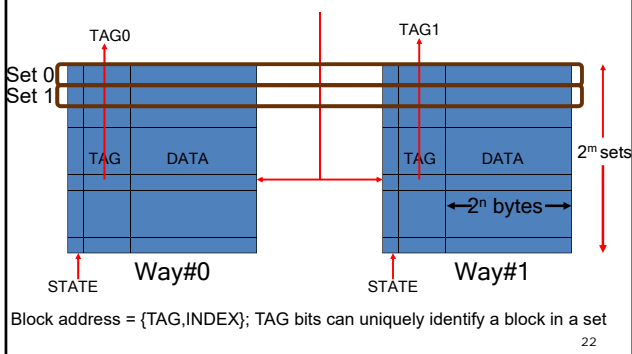 TAG0 TAG1
Set 0
Set 1
TAG DATA TAG DATA
2ᵐ sets
2ⁿ bytes
Way#0 Way#1
STATE STATE
Block address = {TAG,INDEX}; TAG bits can uniquely identify a block in a set
22